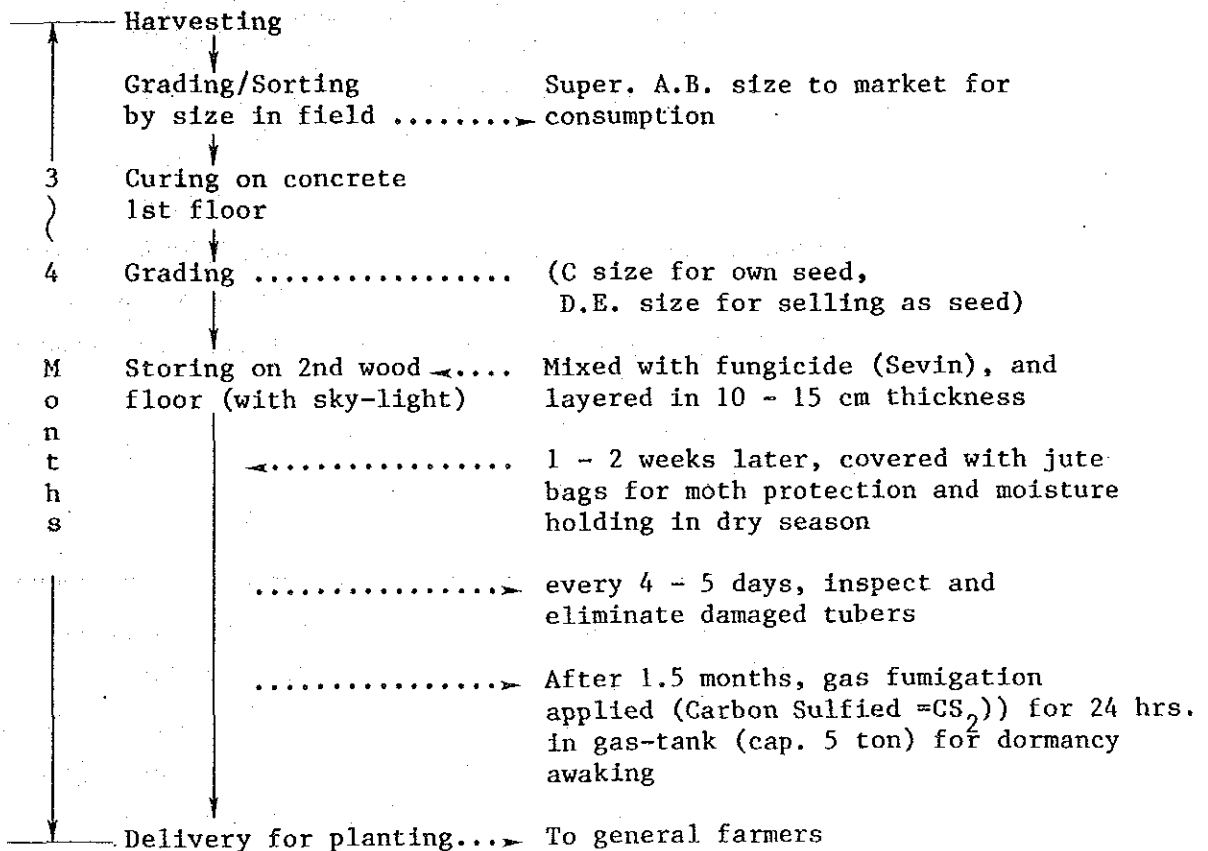 Harvesting
Grading/Sorting Super. A.B. size to market for
by size in field ........ consumption
3 Curing on concrete
1st floor
4 Grading ................. (C size for own seed,
D.E. size for selling as seed)
Months
Storing on 2nd wood .... Mixed with fungicide (Sevin), and
floor (with sky-light) layered in 10 - 15 cm thickness
................ 1 - 2 weeks later, covered with jute
bags for moth protection and moisture
holding in dry season
................ every 4 - 5 days, inspect and
eliminate damaged tubers
................ After 1.5 months, gas fumigation
applied (Carbon Sulfied =CS2)) for 24 hrs.
in gas-tank (cap. 5 ton) for dormancy
awaking
Delivery for planting... To general farmers